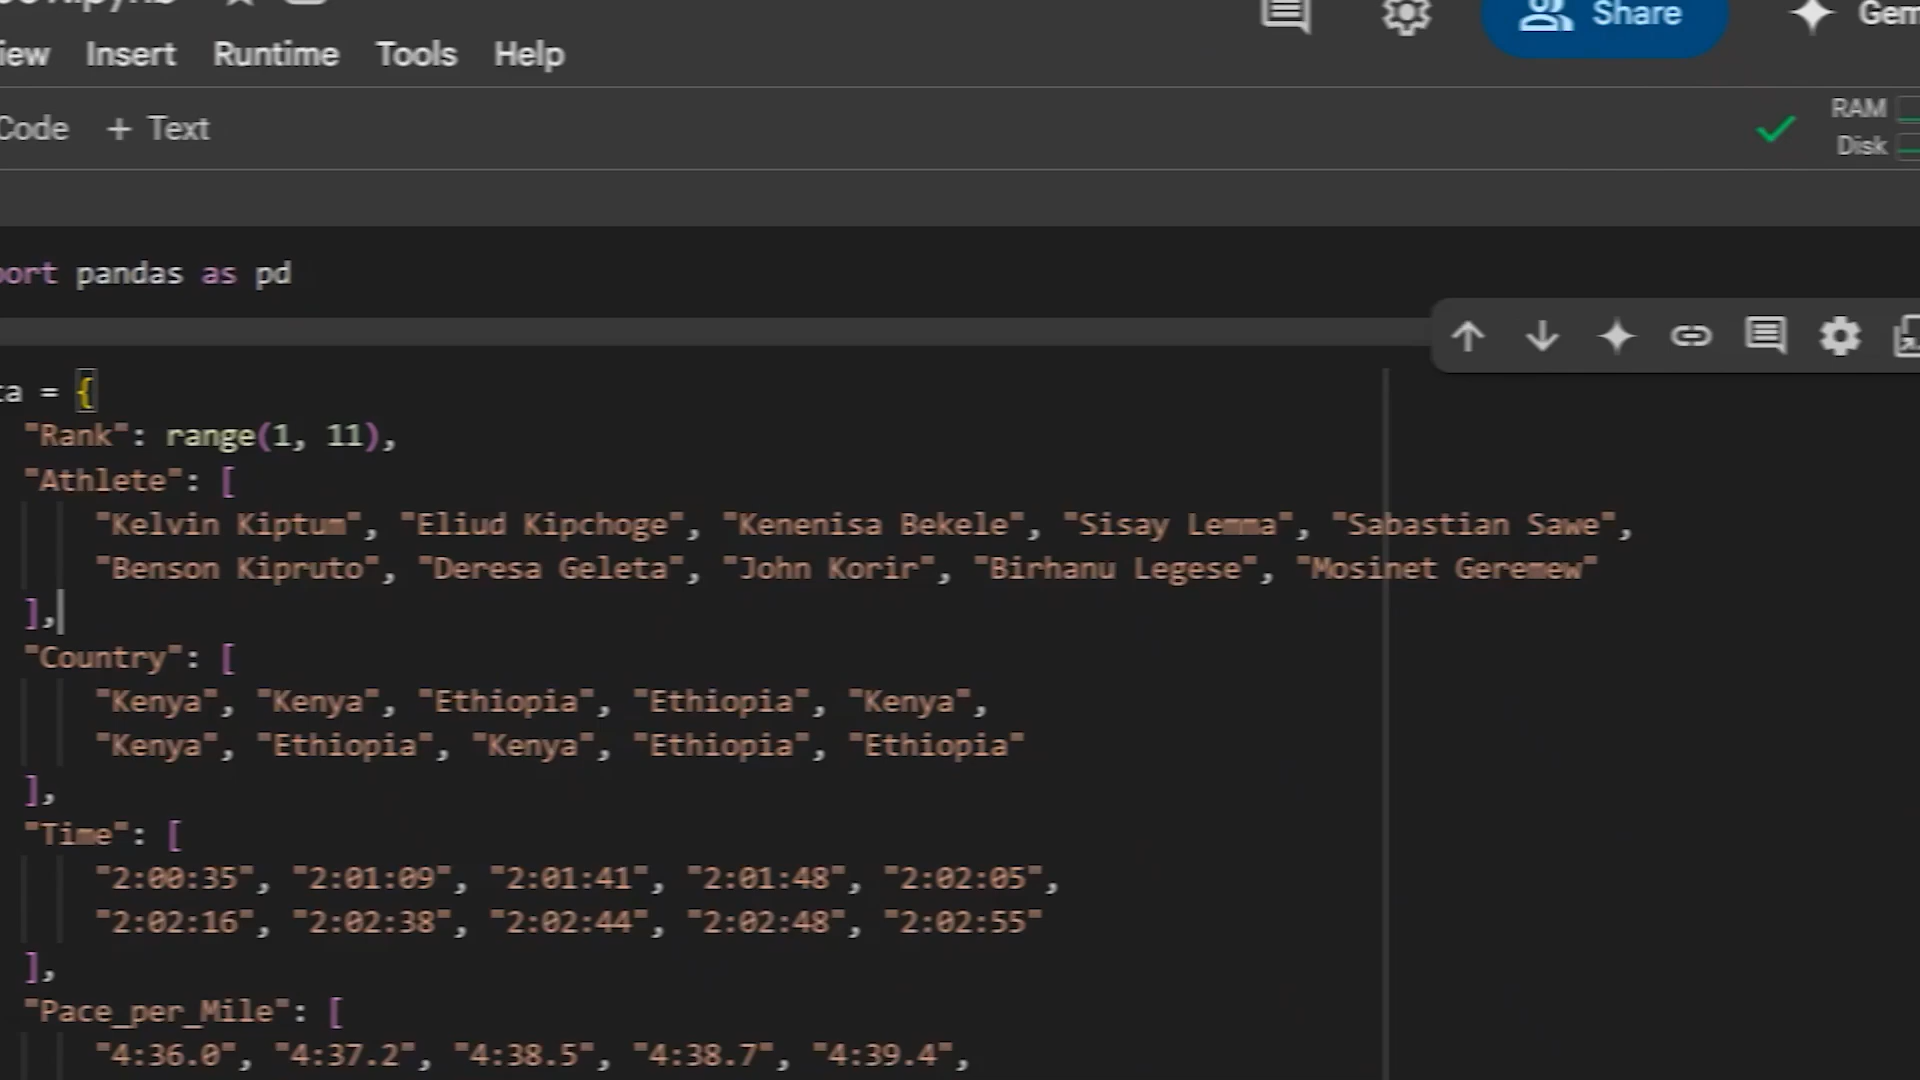 Share
Insert Runtime Tools Help
Code + Text
RAM
Disk
pandas as pd
= {
"Rank": range(1, 11),
"Athlete": [
"Kelvin Kiptum", "Eliud Kipchoge", "Kenenisa Bekele", "Sisay Lemma", "Sabastian Sawe",
"Benson Kipruto", "Deresa Geleta", "John Korir", "Birhanu Legese", "Mosinet Geremew"
],
"Country": [
"Kenya", "Kenya", "Ethiopia", "Ethiopia", "Kenya",
"Kenya", "Ethiopia", "Kenya", "Ethiopia", "Ethiopia"
],
"Time": [
"2:00:35", "2:01:09", "2:01:41", "2:01:48", "2:02:05",
"2:02:16", "2:02:38", "2:02:44", "2:02:48", "2:02:55"
],
"Pace_per_Mile": [
"4:36.0", "4:37.2", "4:38.5", "4:38.7", "4:39.4",